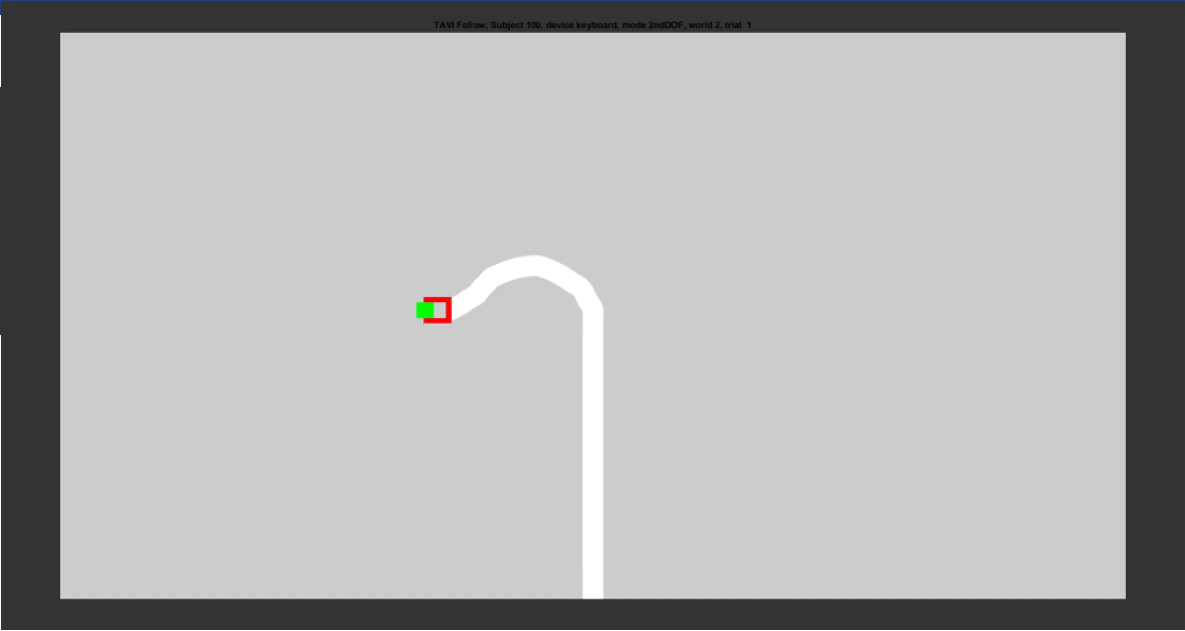 TAVI Follow, Subject 100, device keyboard, mode 2ndDOF, world 2, trial 1